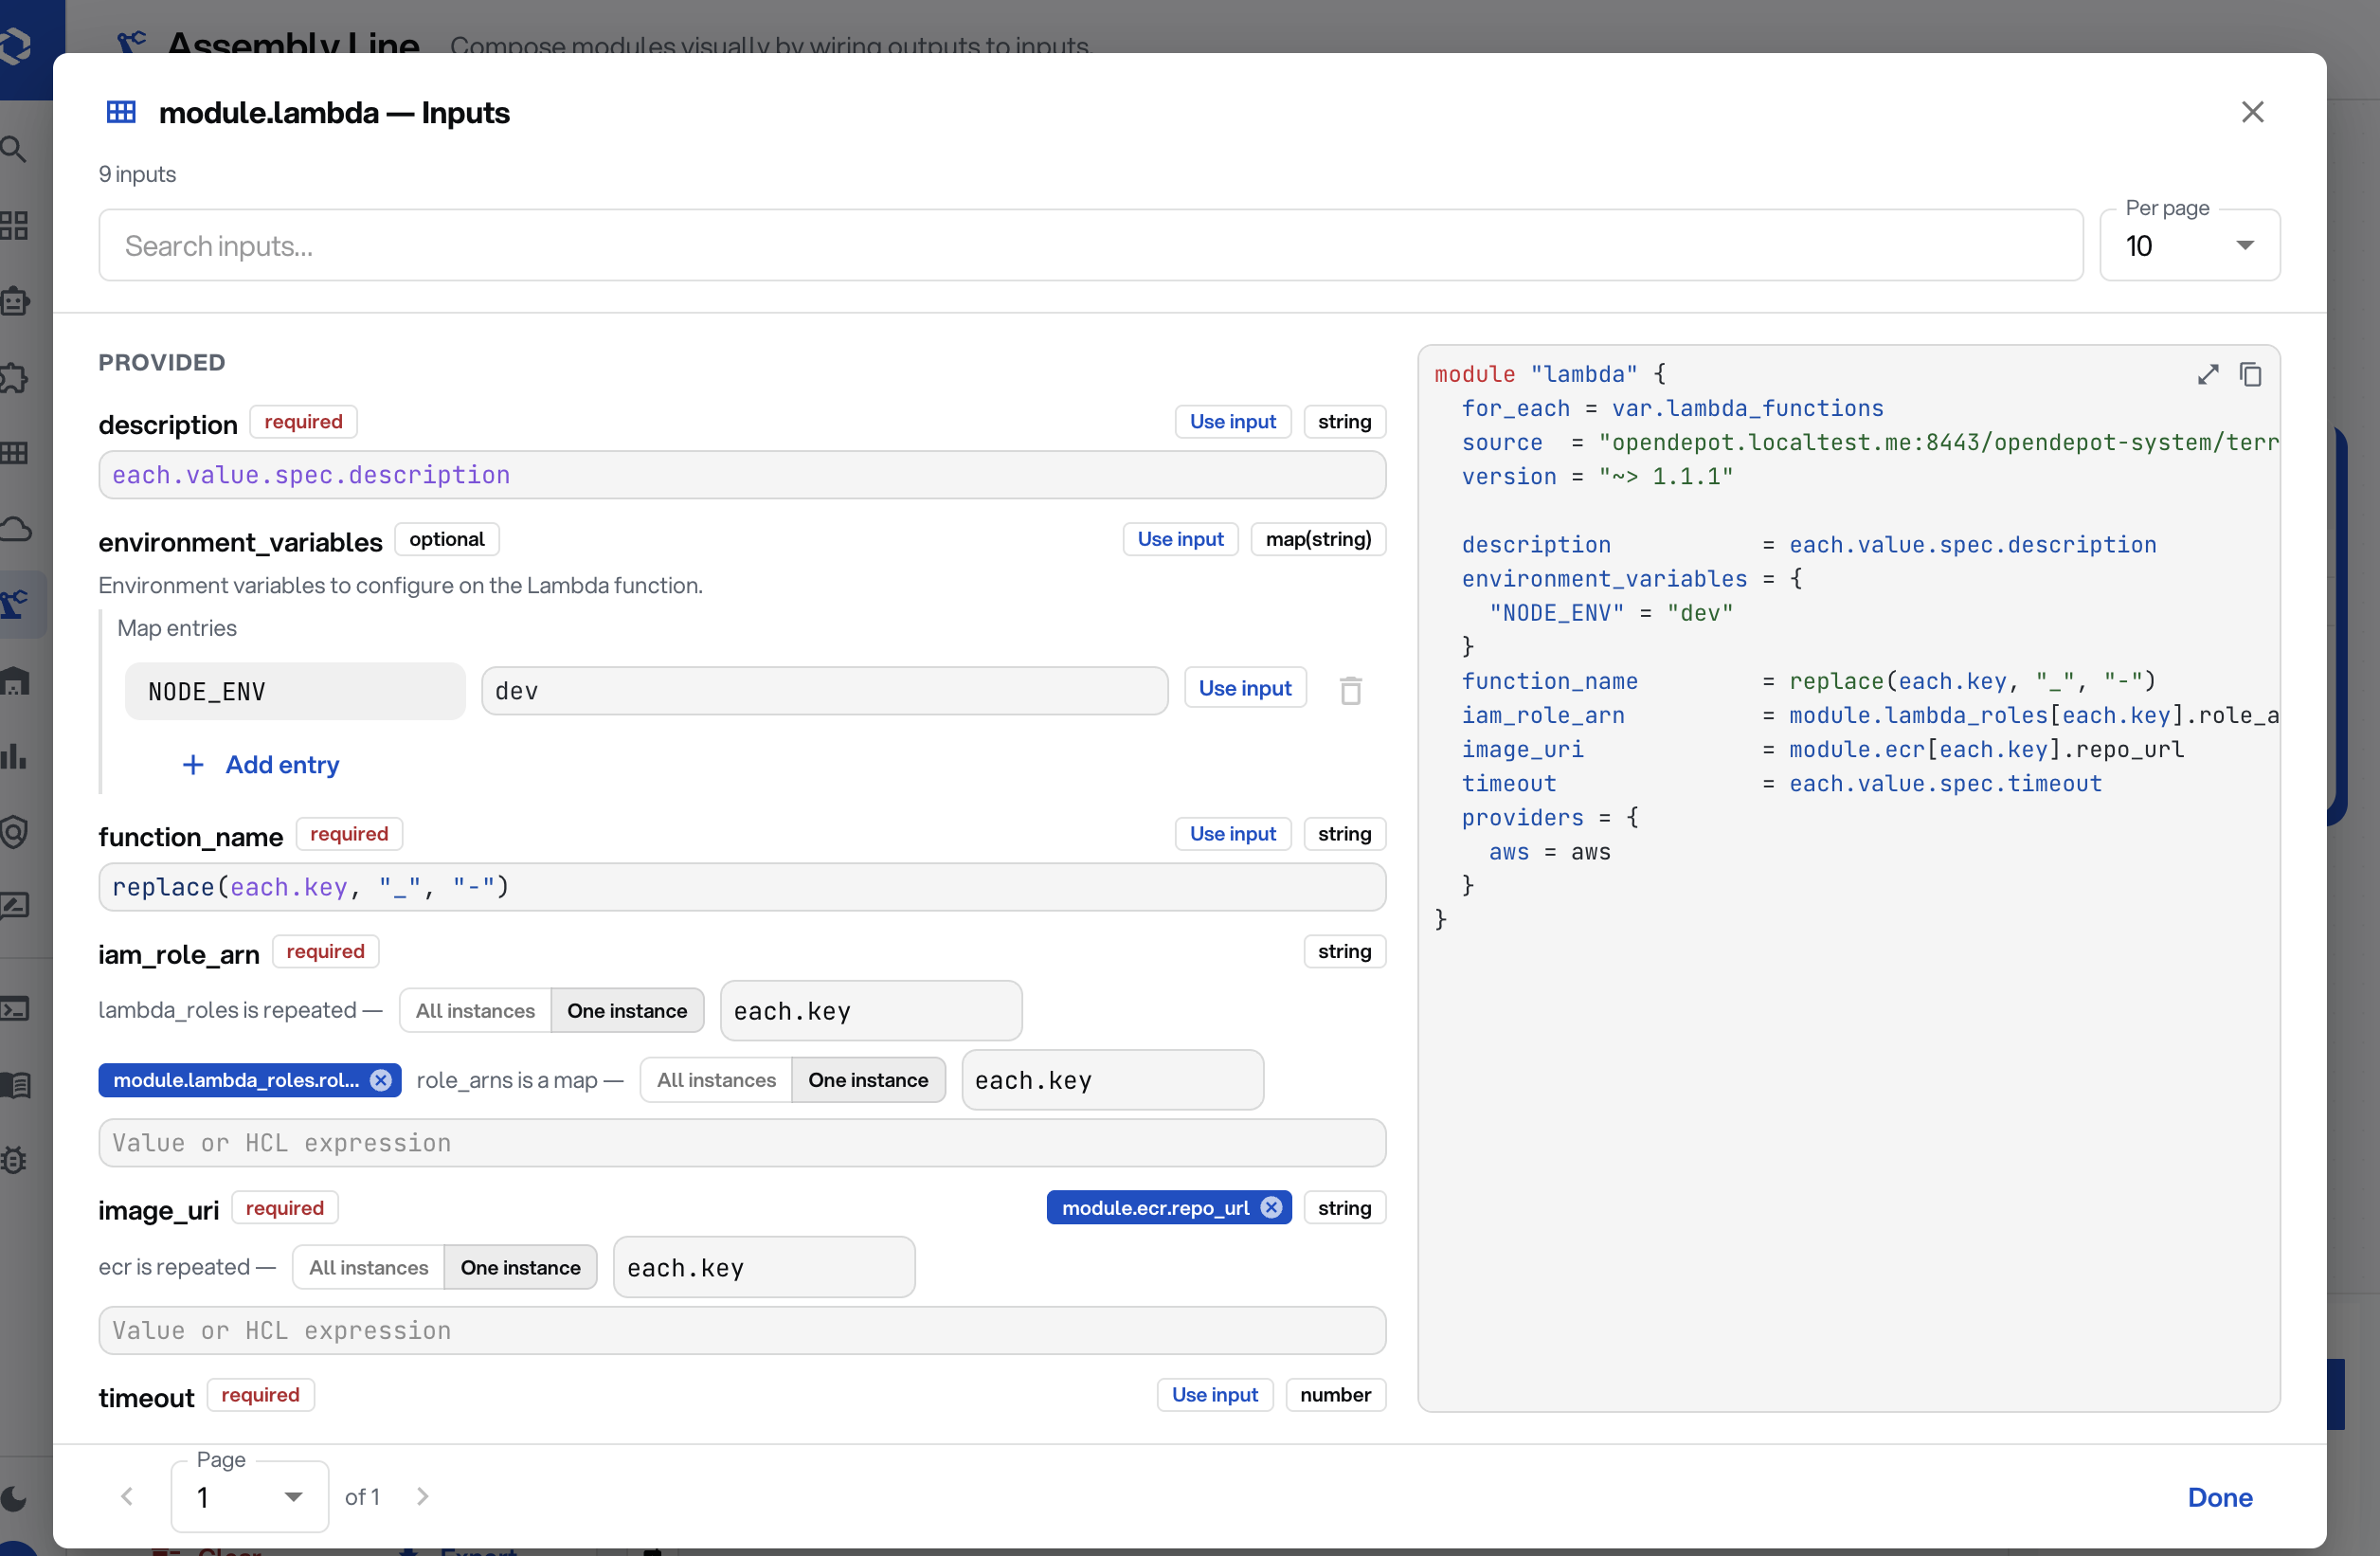 Assembly Line Compose modules visually by wiring outputs to inputs.
module.lambda — Inputs
9 inputs
Search inputs...
Per page
10
PROVIDED
description required Use input string
each.value.spec.description
environment_variables optional Use input map(string)
Environment variables to configure on the Lambda function.
Map entries
NODE_ENV dev Use input
+ Add entry
function_name required Use input string
replace(each.key, "_", "-")
iam_role_arn required string
lambda_roles is repeated — All instances One instance each.key
module.lambda_roles.rol... role_arns is a map — All instances One instance each.key
Value or HCL expression
image_uri required module.ecr.repo_url string
ecr is repeated — All instances One instance each.key
Value or HCL expression
timeout required Use input number
module "lambda" {
for_each = var.lambda_functions
source = "opendepot.localtest.me:8443/opendepot-system/terr
version = "~> 1.1.1"
description = each.value.spec.description
environment_variables = {
"NODE_ENV" = "dev"
}
function_name = replace(each.key, "_", "-")
iam_role_arn = module.lambda_roles[each.key].role_a
image_uri = module.ecr[each.key].repo_url
timeout = each.value.spec.timeout
providers = {
aws = aws
}
}
Page
1
of 1
Done
Clear Export